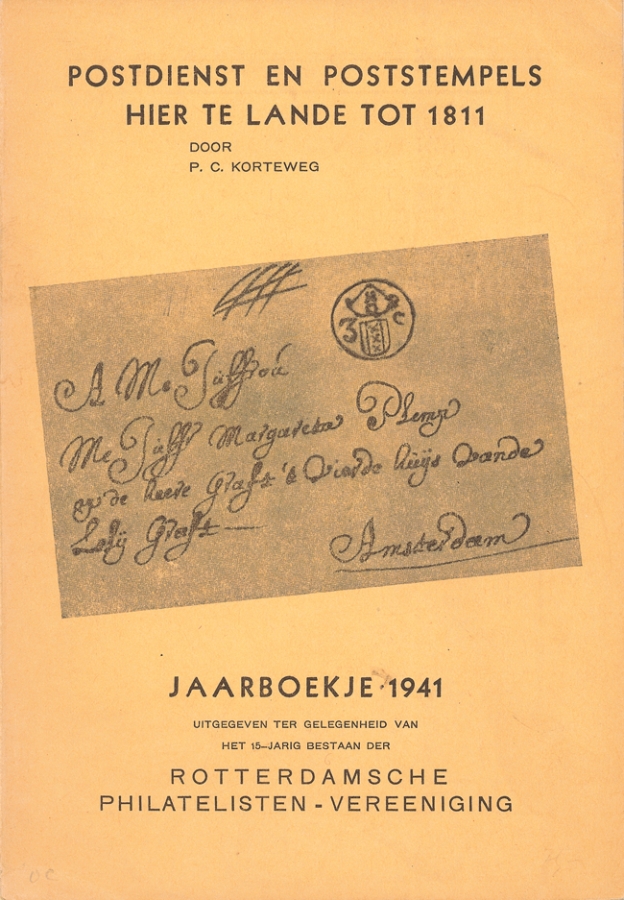 POSTDIENST EN POSTSTEMPELS
HIER TE LANDE TOT 1811
DOOR
P. C. KORTEWEG
3 c
A Me Juffrou
Me Juffr Margareta Plemp
op de heere Graft 't vierde huijs vande
Graft
Amsterdam
JAARBOEKJE 1941
UITGEGEVEN TER GELEGENHEID VAN
HET 15-JARIG BESTAAN DER
ROTTERDAMSCHE
PHILATELISTEN-VEREENIGING